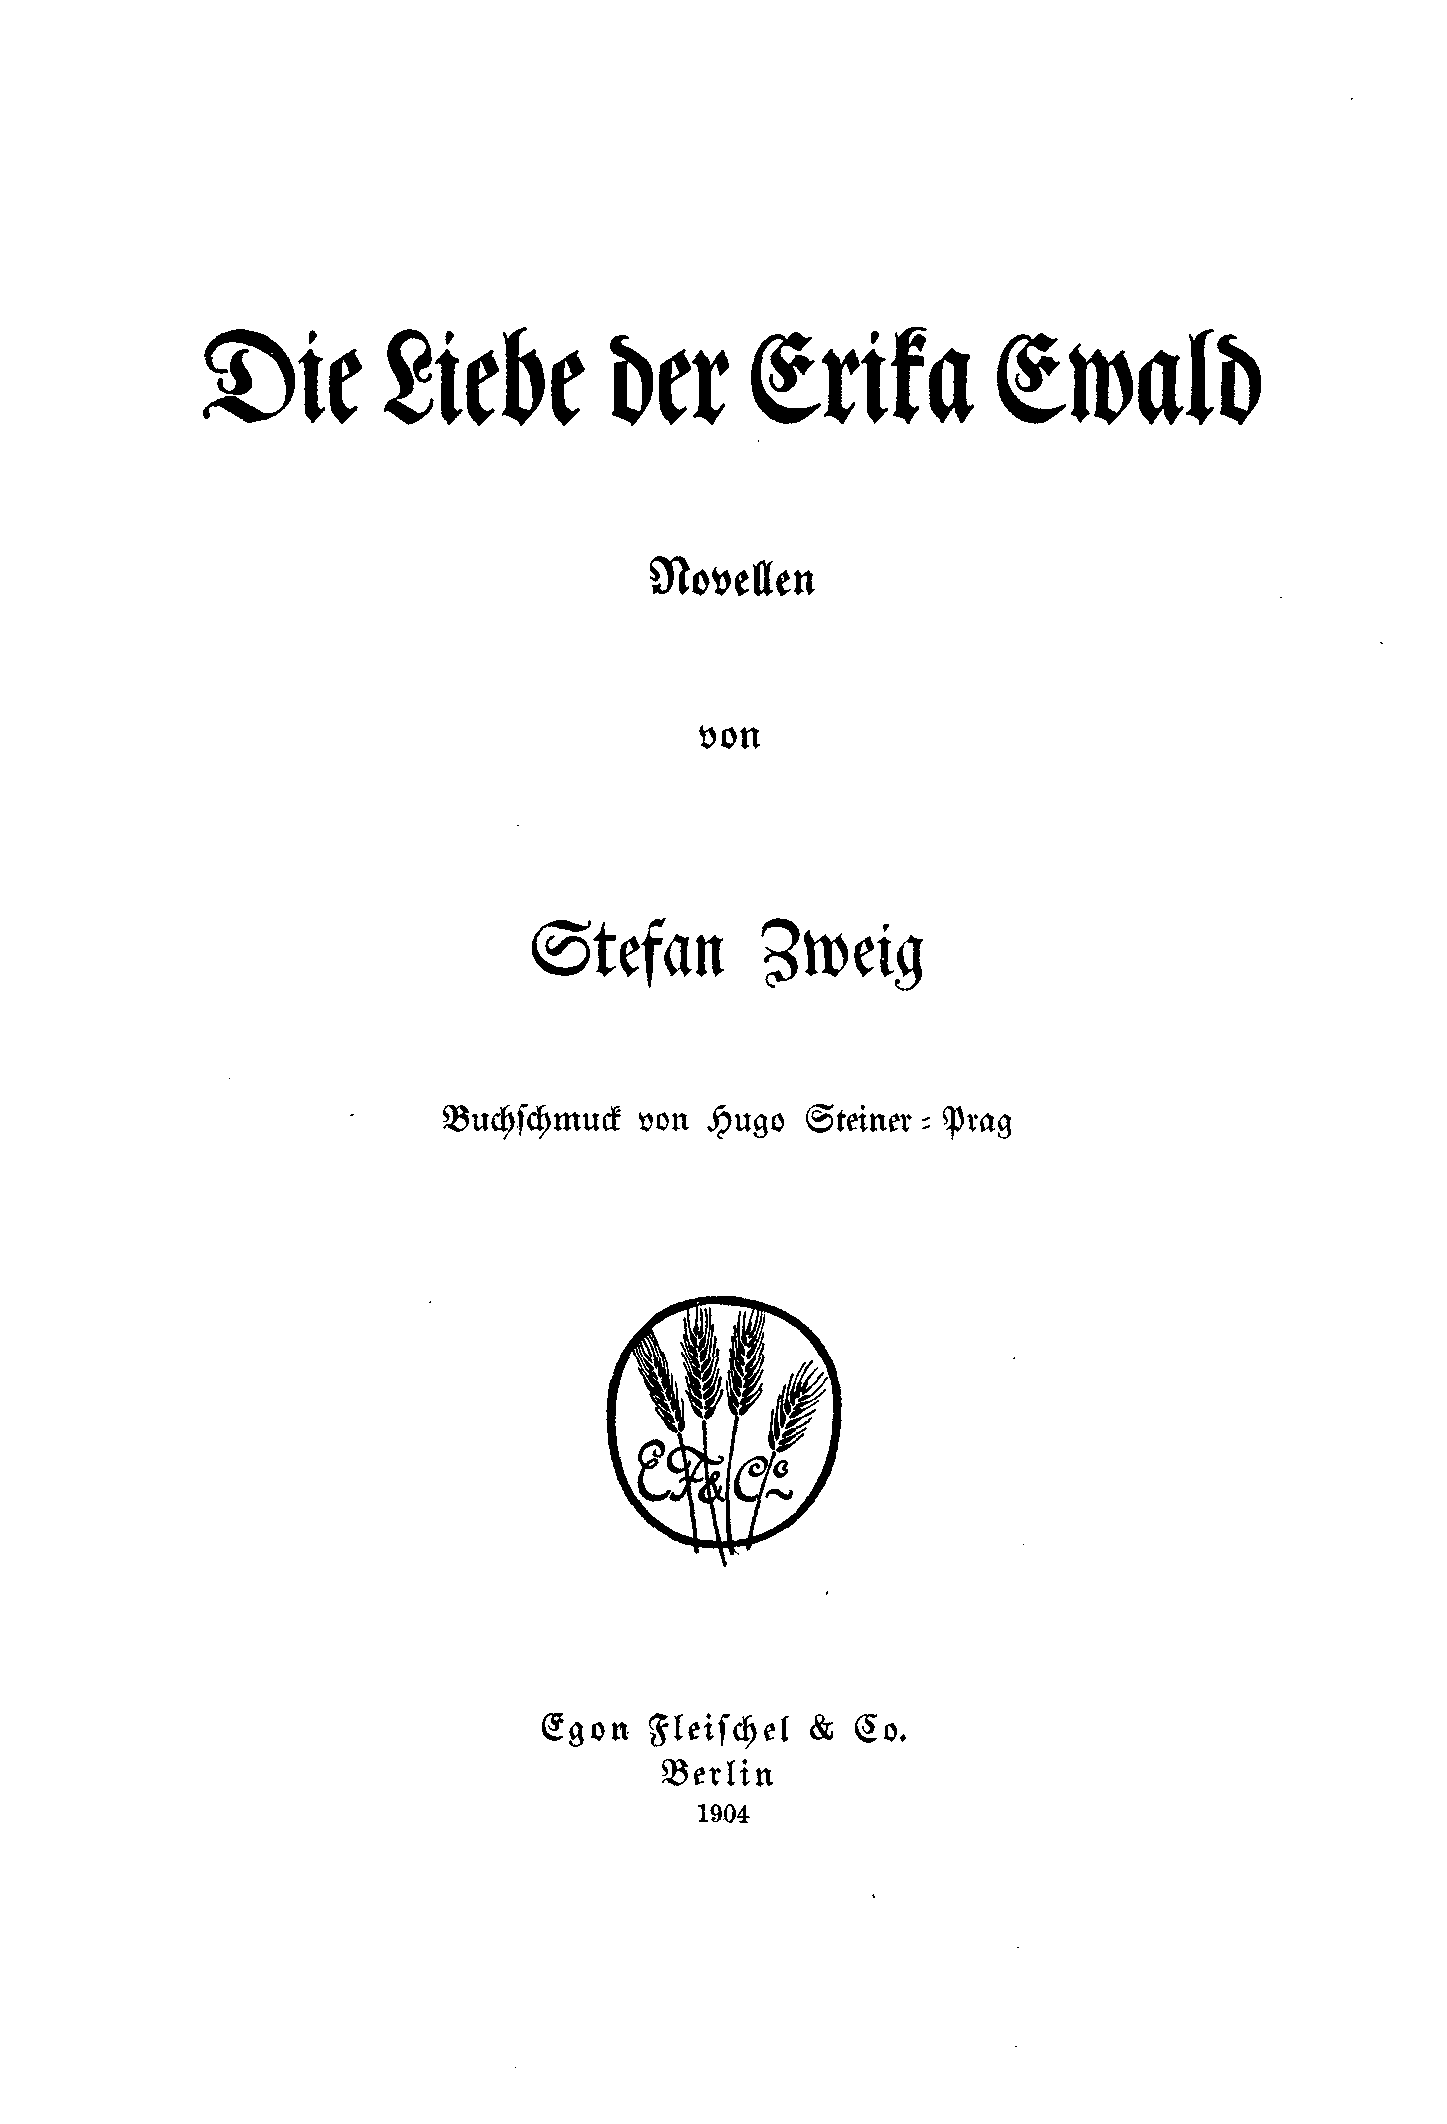 Die Liebe der Erika Ewald
Novellen
von
Stefan Zweig
Buchſchmuck von Hugo Steiner-Prag
E F & Co
Egon Fleiſchel & Co.
Berlin
1904